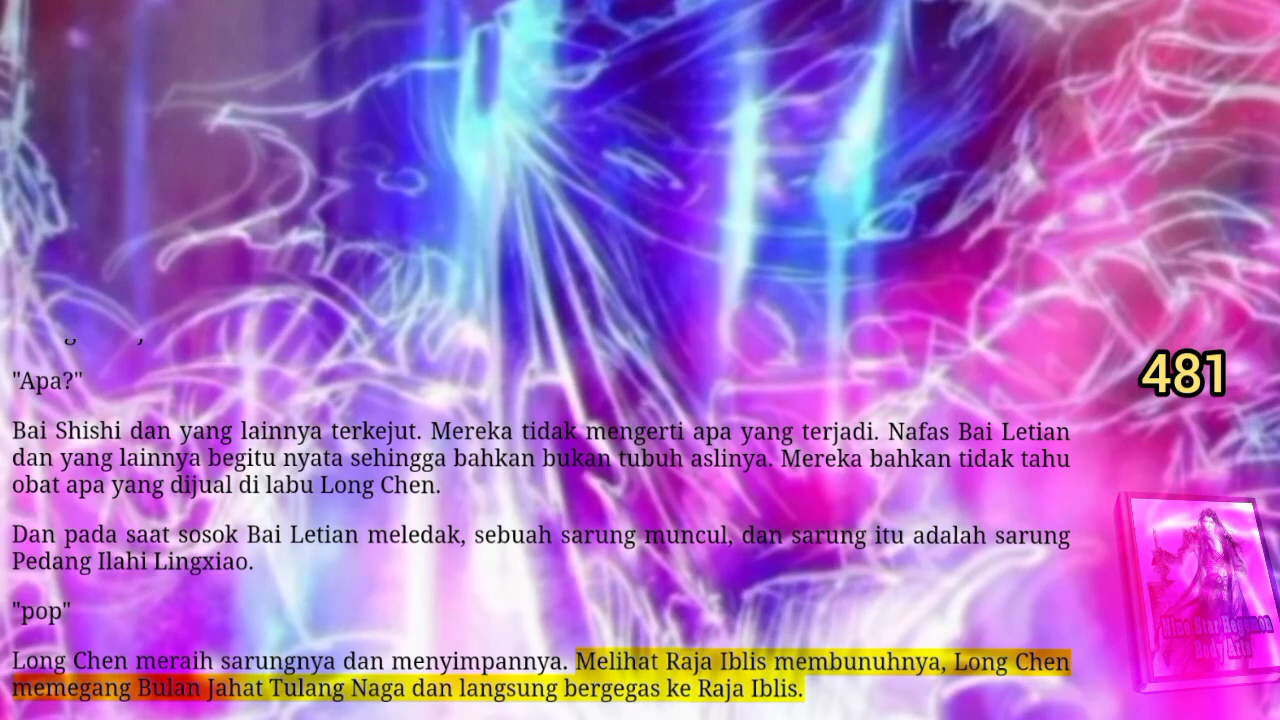 "Apa?"
Bai Shishi dan yang lainnya terkejut. Mereka tidak mengerti apa yang terjadi. Nafas Bai Letian
dan yang lainnya begitu nyata sehingga bahkan bukan tubuh aslinya. Mereka bahkan tidak tahu
obat apa yang dijual di labu Long Chen.
Dan pada saat sosok Bai Letian meledak, sebuah sarung muncul, dan sarung itu adalah sarung
Pedang Ilahi Lingxiao.
"pop"
Long Chen meraih sarungnya dan menyimpannya. Melihat Raja Iblis membunuhnya, Long Chen
memegang Bulan Jahat Tulang Naga dan langsung bergegas ke Raja Iblis.
481
Nine Star Hegemon
Body Arts